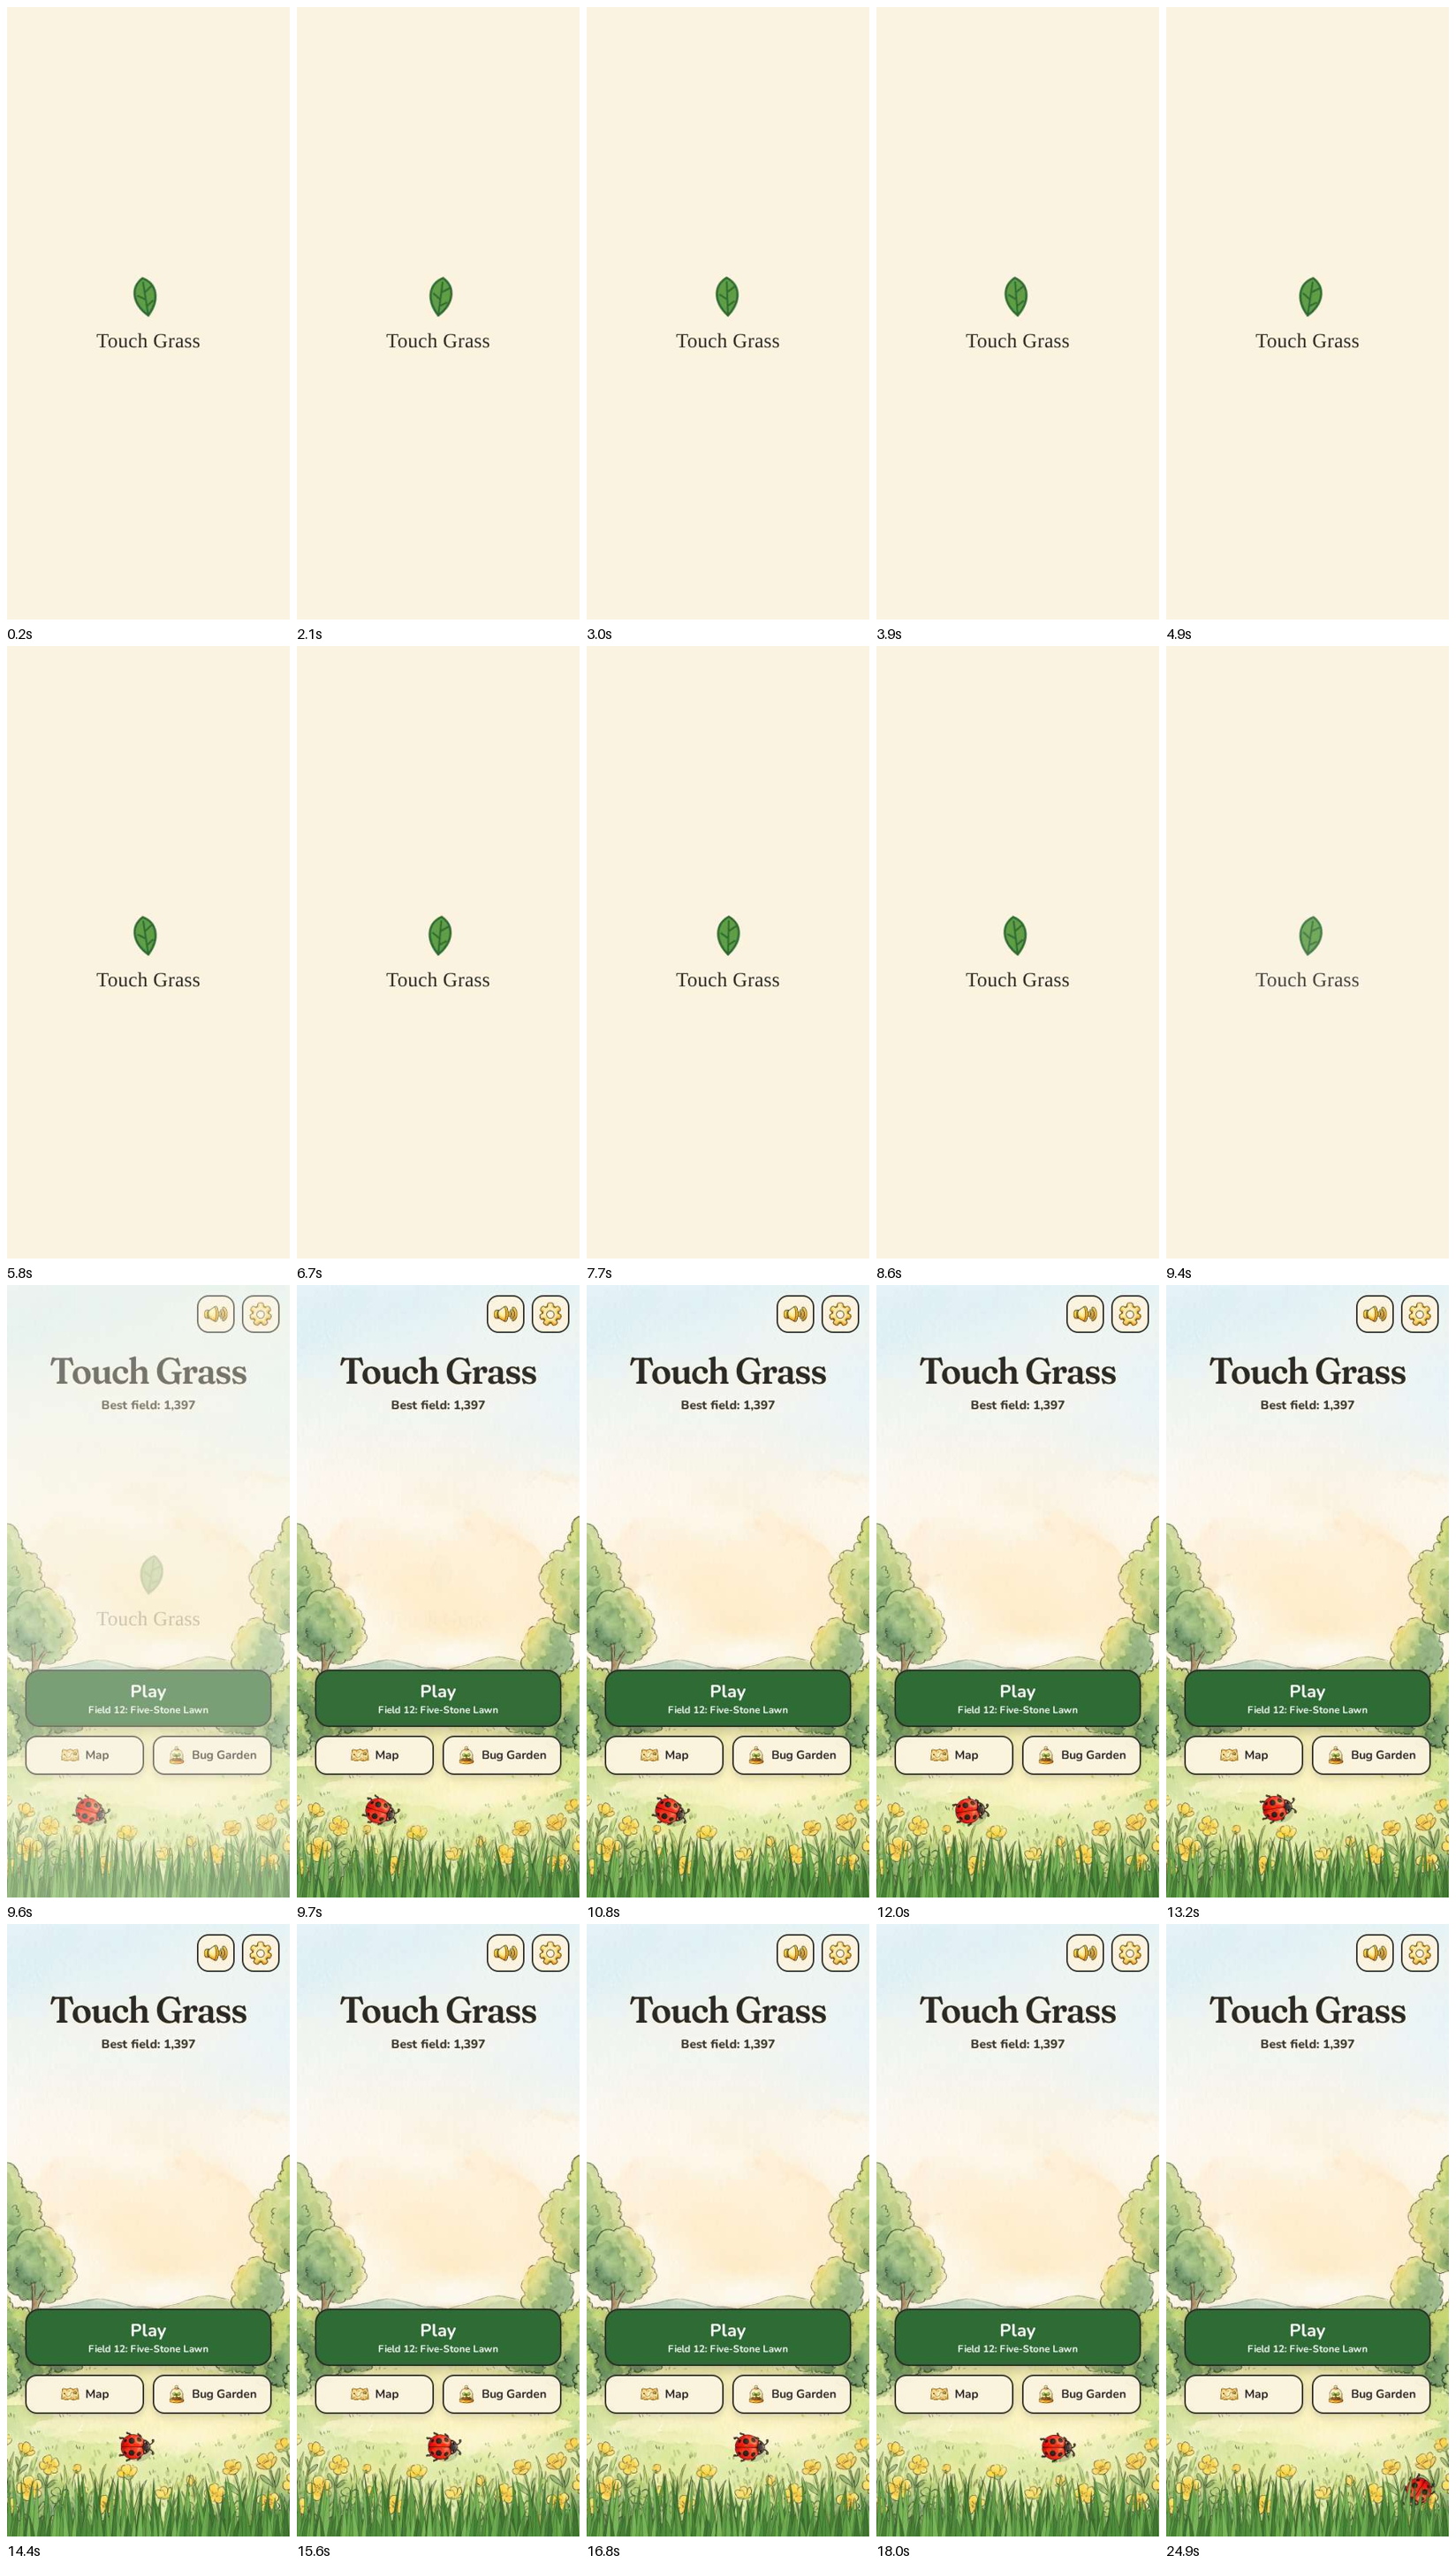 Touch Grass
Touch Grass
Touch Grass
Touch Grass
Touch Grass
0.2s
2.1s
3.0s
3.9s
4.9s
Touch Grass
Touch Grass
Touch Grass
Touch Grass
Touch Grass
5.8s
6.7s
7.7s
8.6s
9.4s
Touch Grass
Best field: 1,397
Touch Grass
Play
Field 12: Five-Stone Lawn
Map
Bug Garden
9.6s
Touch Grass
Best field: 1,397
Play
Field 12: Five-Stone Lawn
Map
Bug Garden
9.7s
Touch Grass
Best field: 1,397
Play
Field 12: Five-Stone Lawn
Map
Bug Garden
10.8s
Touch Grass
Best field: 1,397
Play
Field 12: Five-Stone Lawn
Map
Bug Garden
12.0s
Touch Grass
Best field: 1,397
Play
Field 12: Five-Stone Lawn
Map
Bug Garden
13.2s
Touch Grass
Best field: 1,397
Play
Field 12: Five-Stone Lawn
Map
Bug Garden
14.4s
Touch Grass
Best field: 1,397
Play
Field 12: Five-Stone Lawn
Map
Bug Garden
15.6s
Touch Grass
Best field: 1,397
Play
Field 12: Five-Stone Lawn
Map
Bug Garden
16.8s
Touch Grass
Best field: 1,397
Play
Field 12: Five-Stone Lawn
Map
Bug Garden
18.0s
Touch Grass
Best field: 1,397
Play
Field 12: Five-Stone Lawn
Map
Bug Garden
24.9s